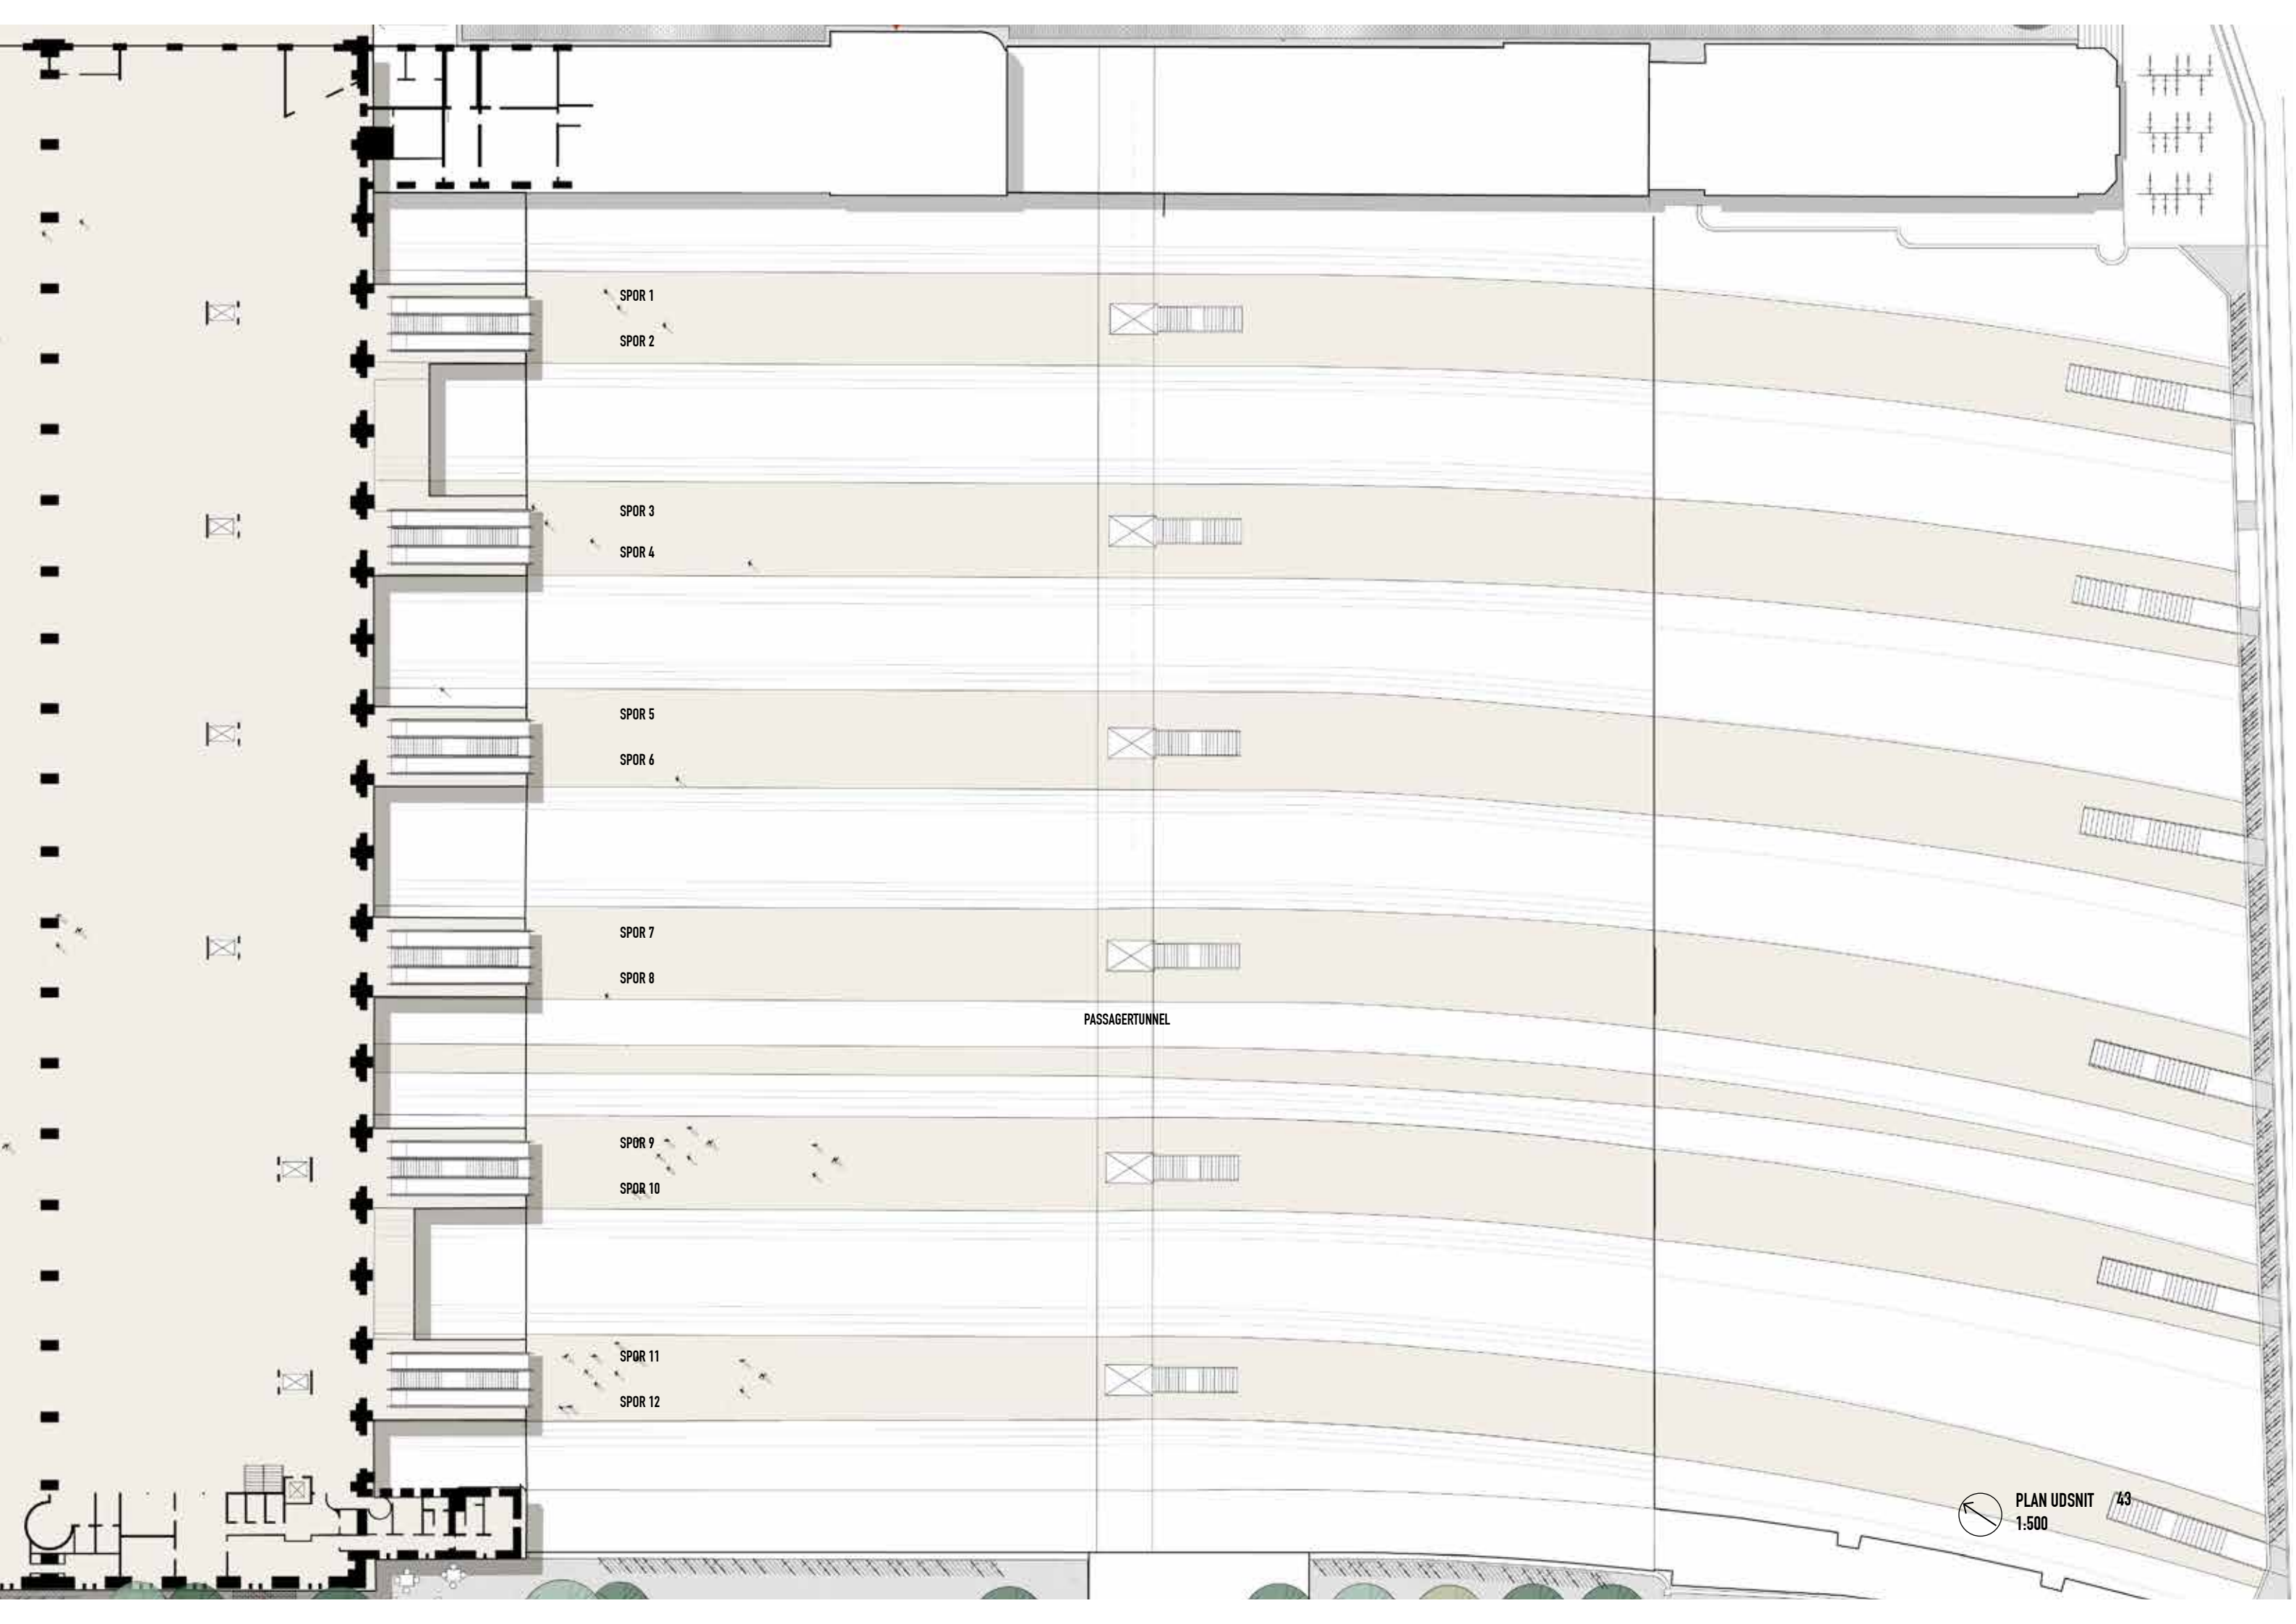 SPOR 1
SPOR 2
SPOR 3
SPOR 4
SPOR 5
SPOR 6
SPOR 7
SPOR 8
PASSAGERTUNNEL
SPOR 9
SPOR 10
SPOR 11
SPOR 12
PLAN UDSNIT 43
1:500